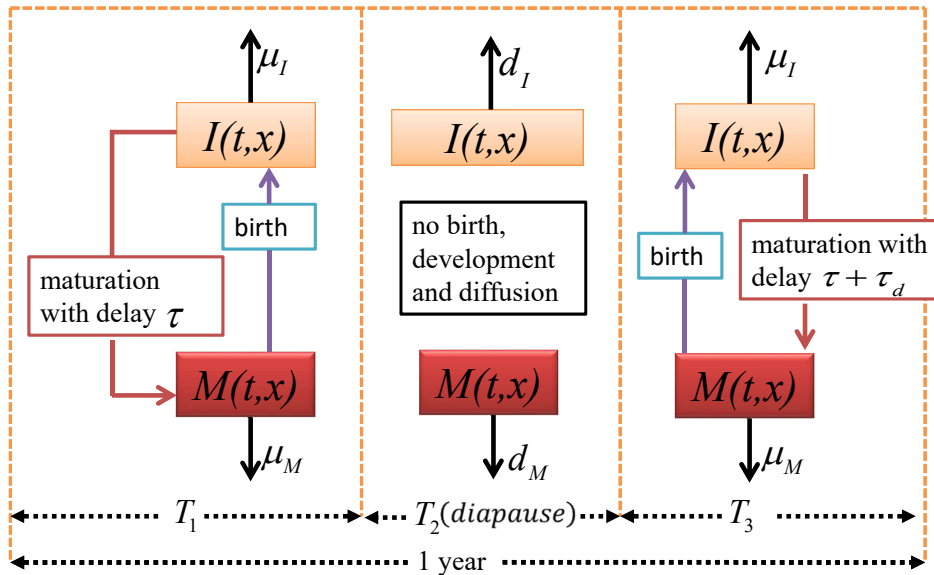 μ_I
d_I
μ_I
I(t,x)
I(t,x)
I(t,x)
birth
no birth,
development
and diffusion
birth
maturation with
delay τ + τ_d
maturation
with delay τ
M(t,x)
M(t,x)
M(t,x)
μ_M
d_M
μ_M
T_1
T_2(diapause)
T_3
1 year